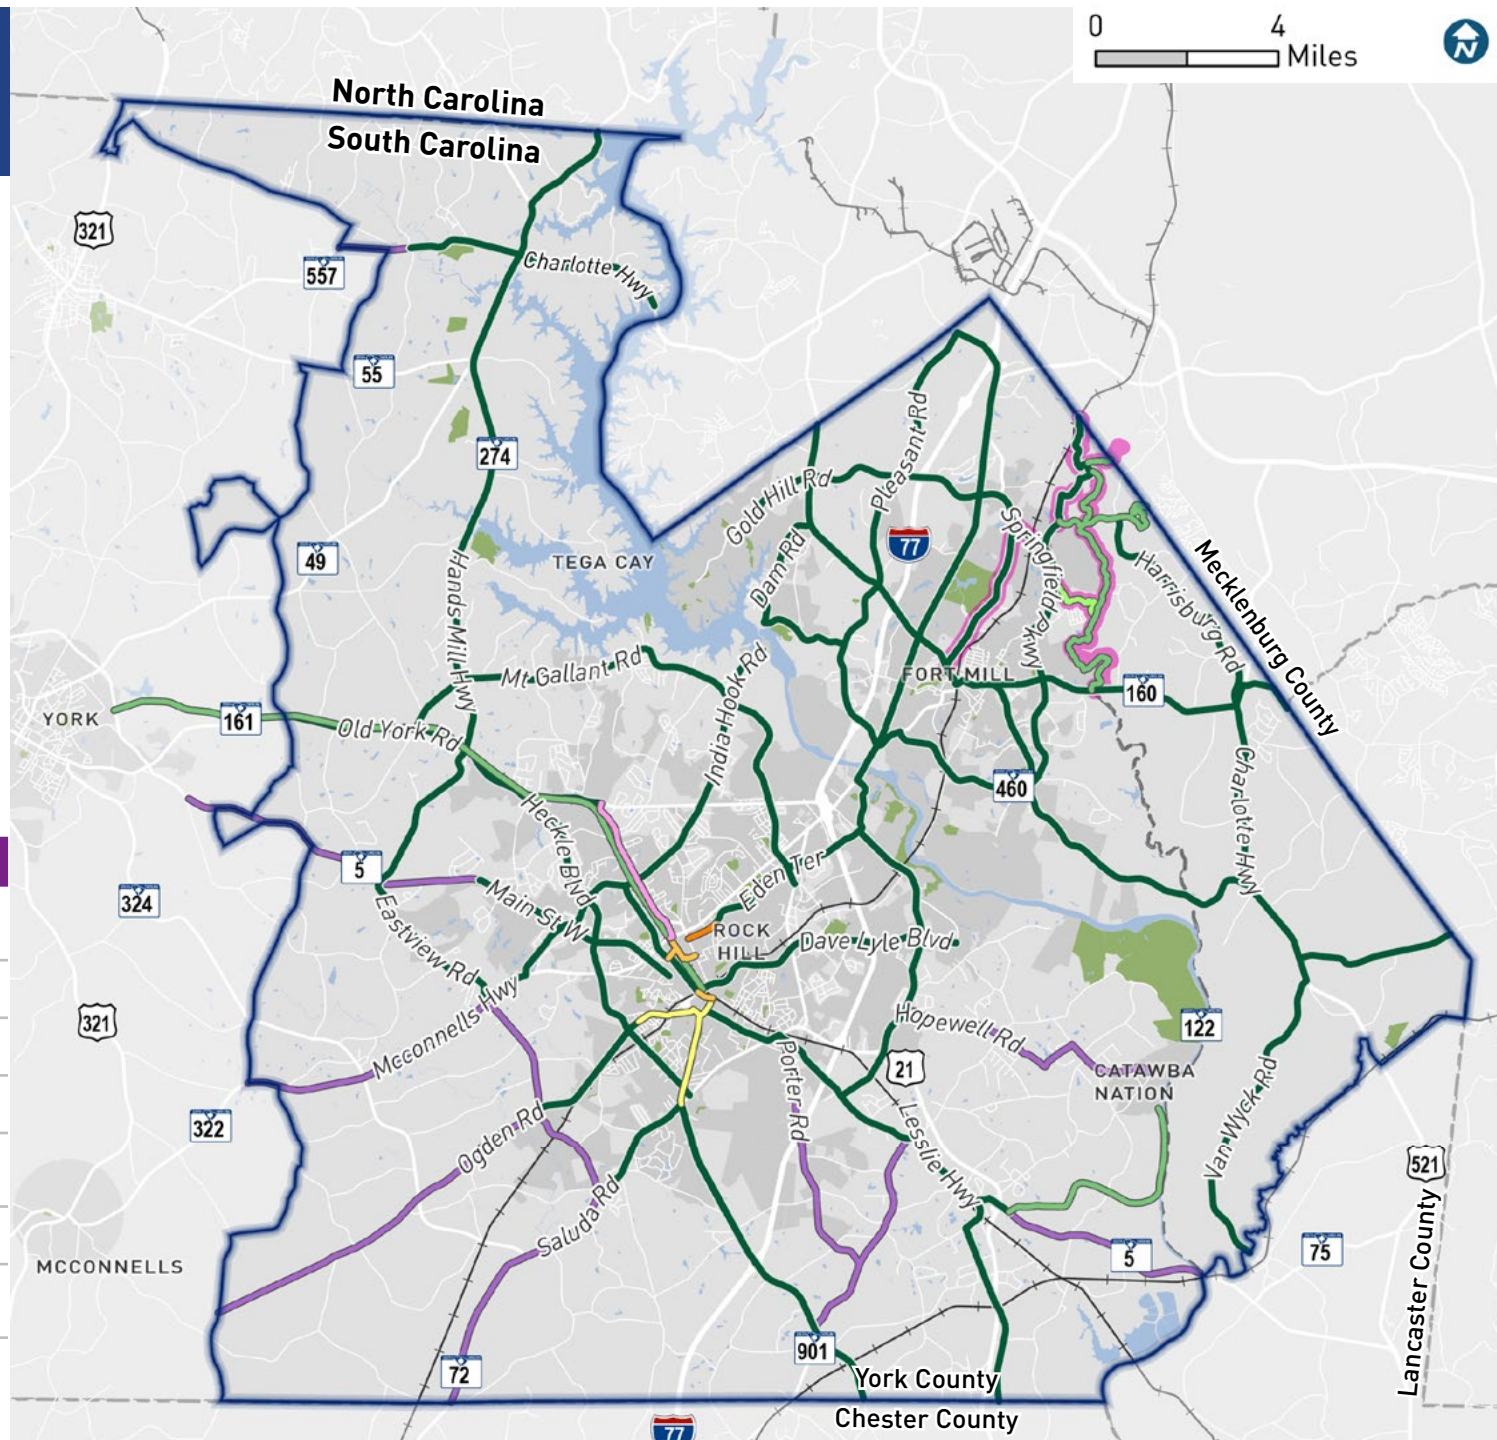 0 4
Miles
N
North Carolina
South Carolina
321
557
Charlotte Hwy
55
274
Pleasant Rd
Gold Hill Rd
77
Springfield Pkwy
49
TEGA CAY
Dam Rd
Harrisburg Rd
Mecklenburg County
Hands Mill Hwy
Mt Gallant Rd
India Hook Rd
FORT MILL
160
YORK
161
Old York Rd
460
Charlotte Hwy
Heckle Blvd
5
324
Main St W
Eden Ter
ROCK
HILL
Dave Lyle Blvd
Eastview Rd
321
Mcconnells Hwy
Hopewell Rd
122
Porter Rd
21
CATAWBA
NATION
322
Ogden Rd
Lesslie Hwy
Van Wyck Rd
521
Saluda Rd
MCCONNELLS
5
75
Lancaster County
901
72
York County
Chester County
77